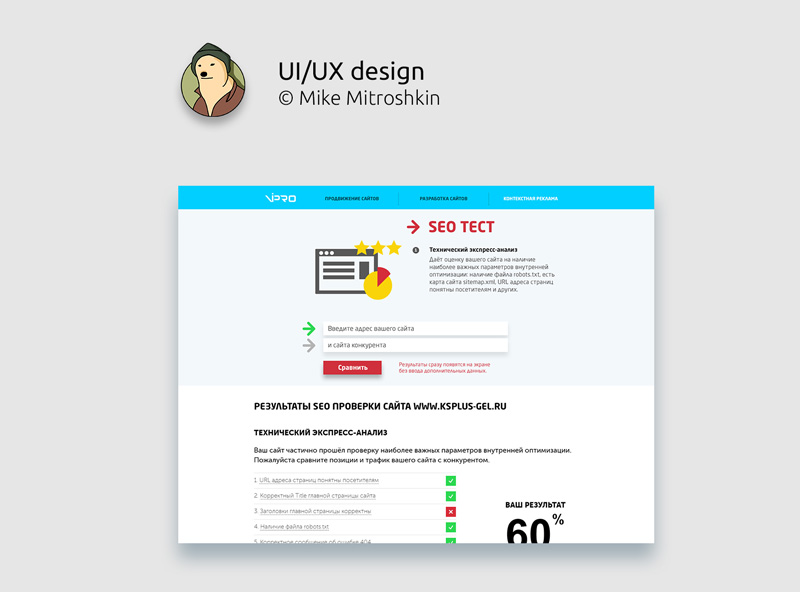 UI/UX design
© Mike Mitroshkin
VIPRO
ПРОДВИЖЕНИЕ САЙТОВ
РАЗРАБОТКА САЙТОВ
КОНТЕКСТНАЯ РЕКЛАМА
SEO ТЕСТ
1 Технический экспресс-анализ
Даёт оценку вашего сайта на наличие
наиболее важных параметров внутренней
оптимизации: наличие файла robots.txt, есть
карта сайта sitemap.xml, URL адреса страниц
понятны посетителям и других.
Введите адрес вашего сайта
и сайта конкурента
Сравнить
Результаты сразу появятся на экране
без ввода дополнительных данных.
РЕЗУЛЬТАТЫ SEO ПРОВЕРКИ САЙТА WWW.KSPLUS-GEL.RU
ТЕХНИЧЕСКИЙ ЭКСПРЕСС-АНАЛИЗ
Ваш сайт частично прошёл проверку наиболее важных параметров внутренней оптимизации.
Пожалуйста сравните позиции и трафик вашего сайта с конкурентом.
1. URL адреса страниц понятны посетителям
2. Корректный Title главной страницы сайта
3. Заголовки главной страницы корректны
4. Наличие файла robots.txt
5. Корректное сообщение об ошибке 404
ВАШ РЕЗУЛЬТАТ
60%